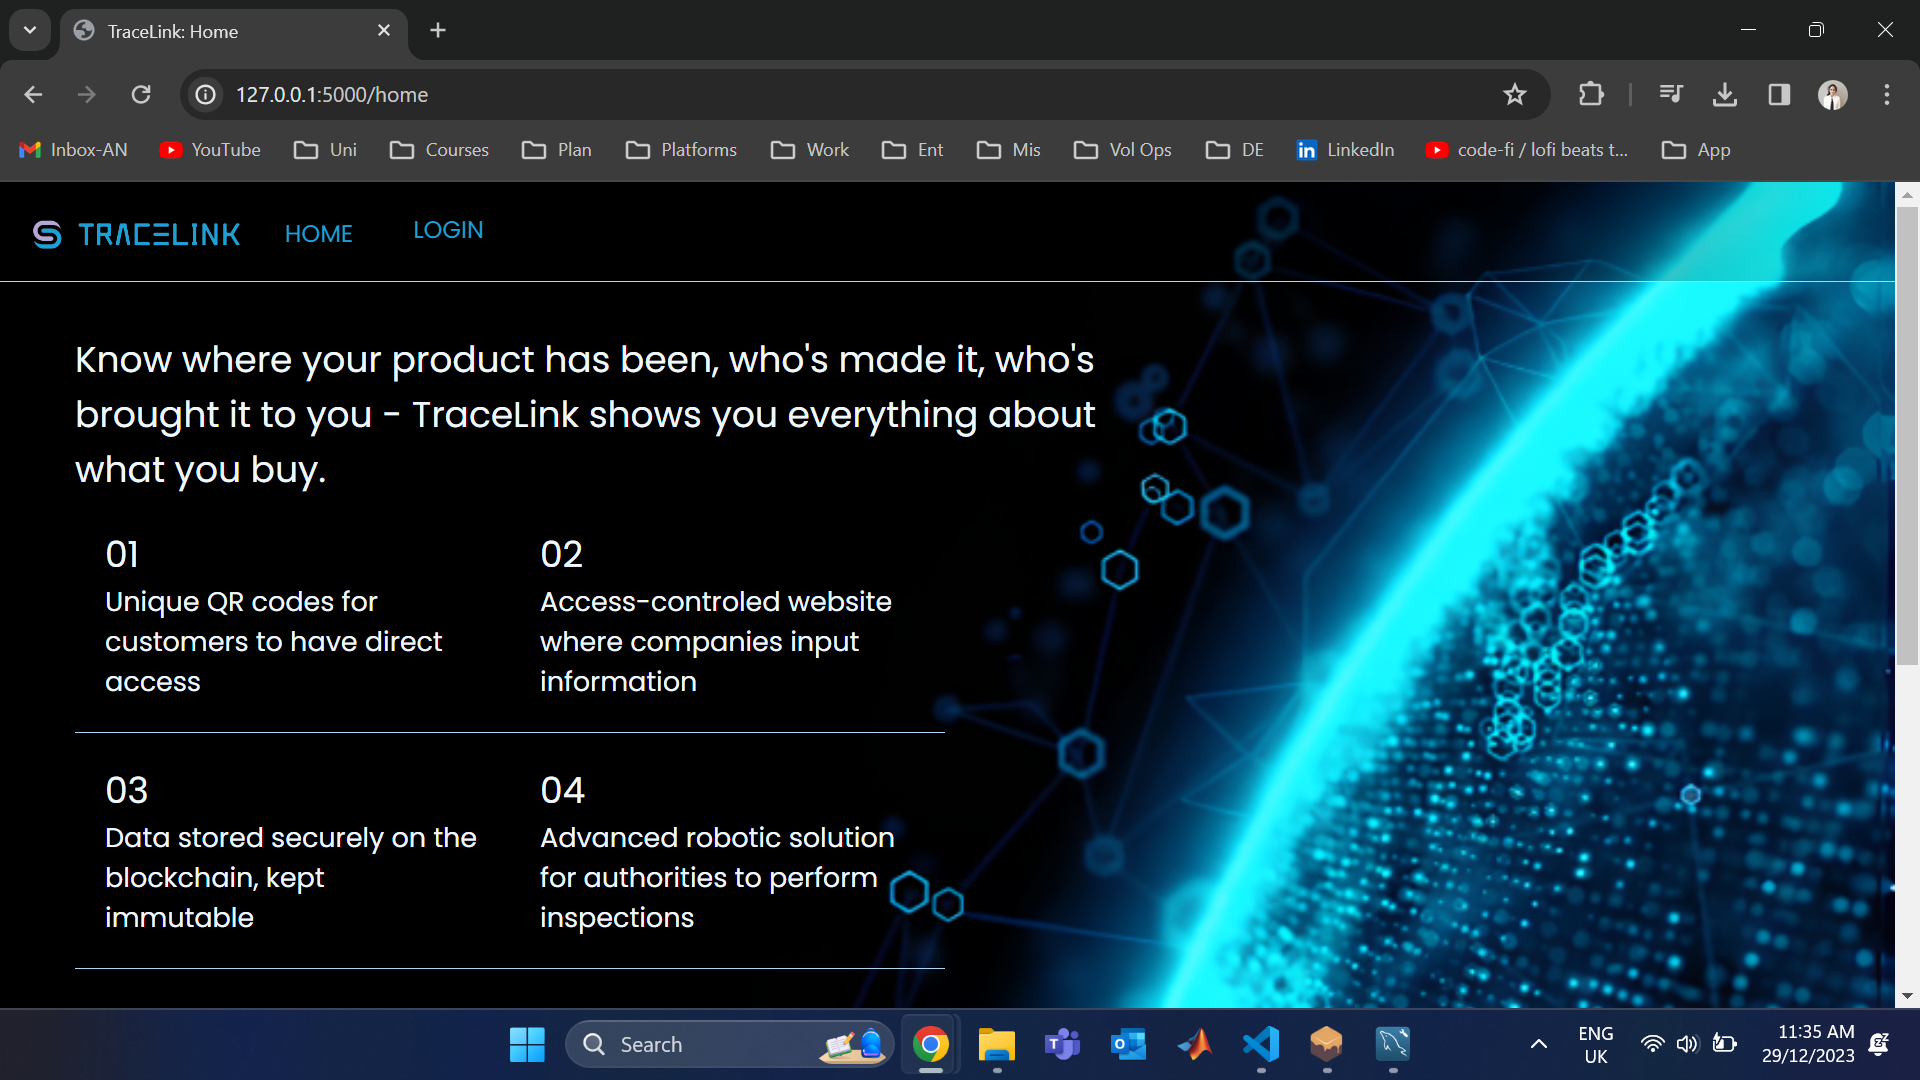 TraceLink: Home
127.0.0.1:5000/home
Inbox-AN YouTube Uni Courses Plan Platforms Work Ent Mis Vol Ops DE LinkedIn code-fi / lofi beats t... App
TRACELINK HOME LOGIN
Know where your product has been, who's made it, who's
brought it to you - TraceLink shows you everything about
what you buy.
01
Unique QR codes for
customers to have direct
access
02
Access-controled website
where companies input
information
03
Data stored securely on the
blockchain, kept
immutable
04
Advanced robotic solution
for authorities to perform
inspections
Search
ENG
UK
11:35 AM
29/12/2023